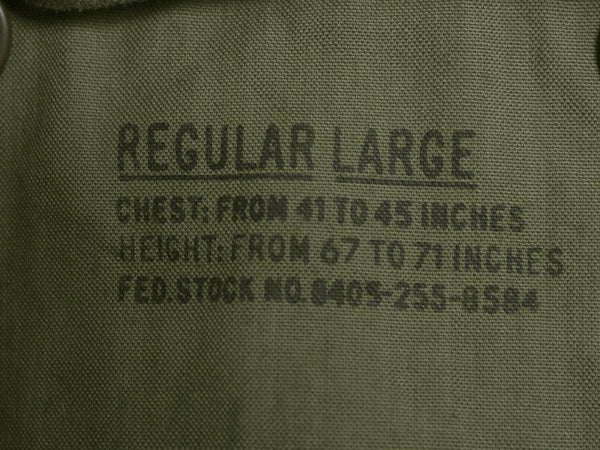 REGULAR LARGE
CHEST: FROM 41 TO 45 INCHES
HEIGHT: FROM 67 TO 71 INCHES
FED. STOCK NO. 8405-255-8584